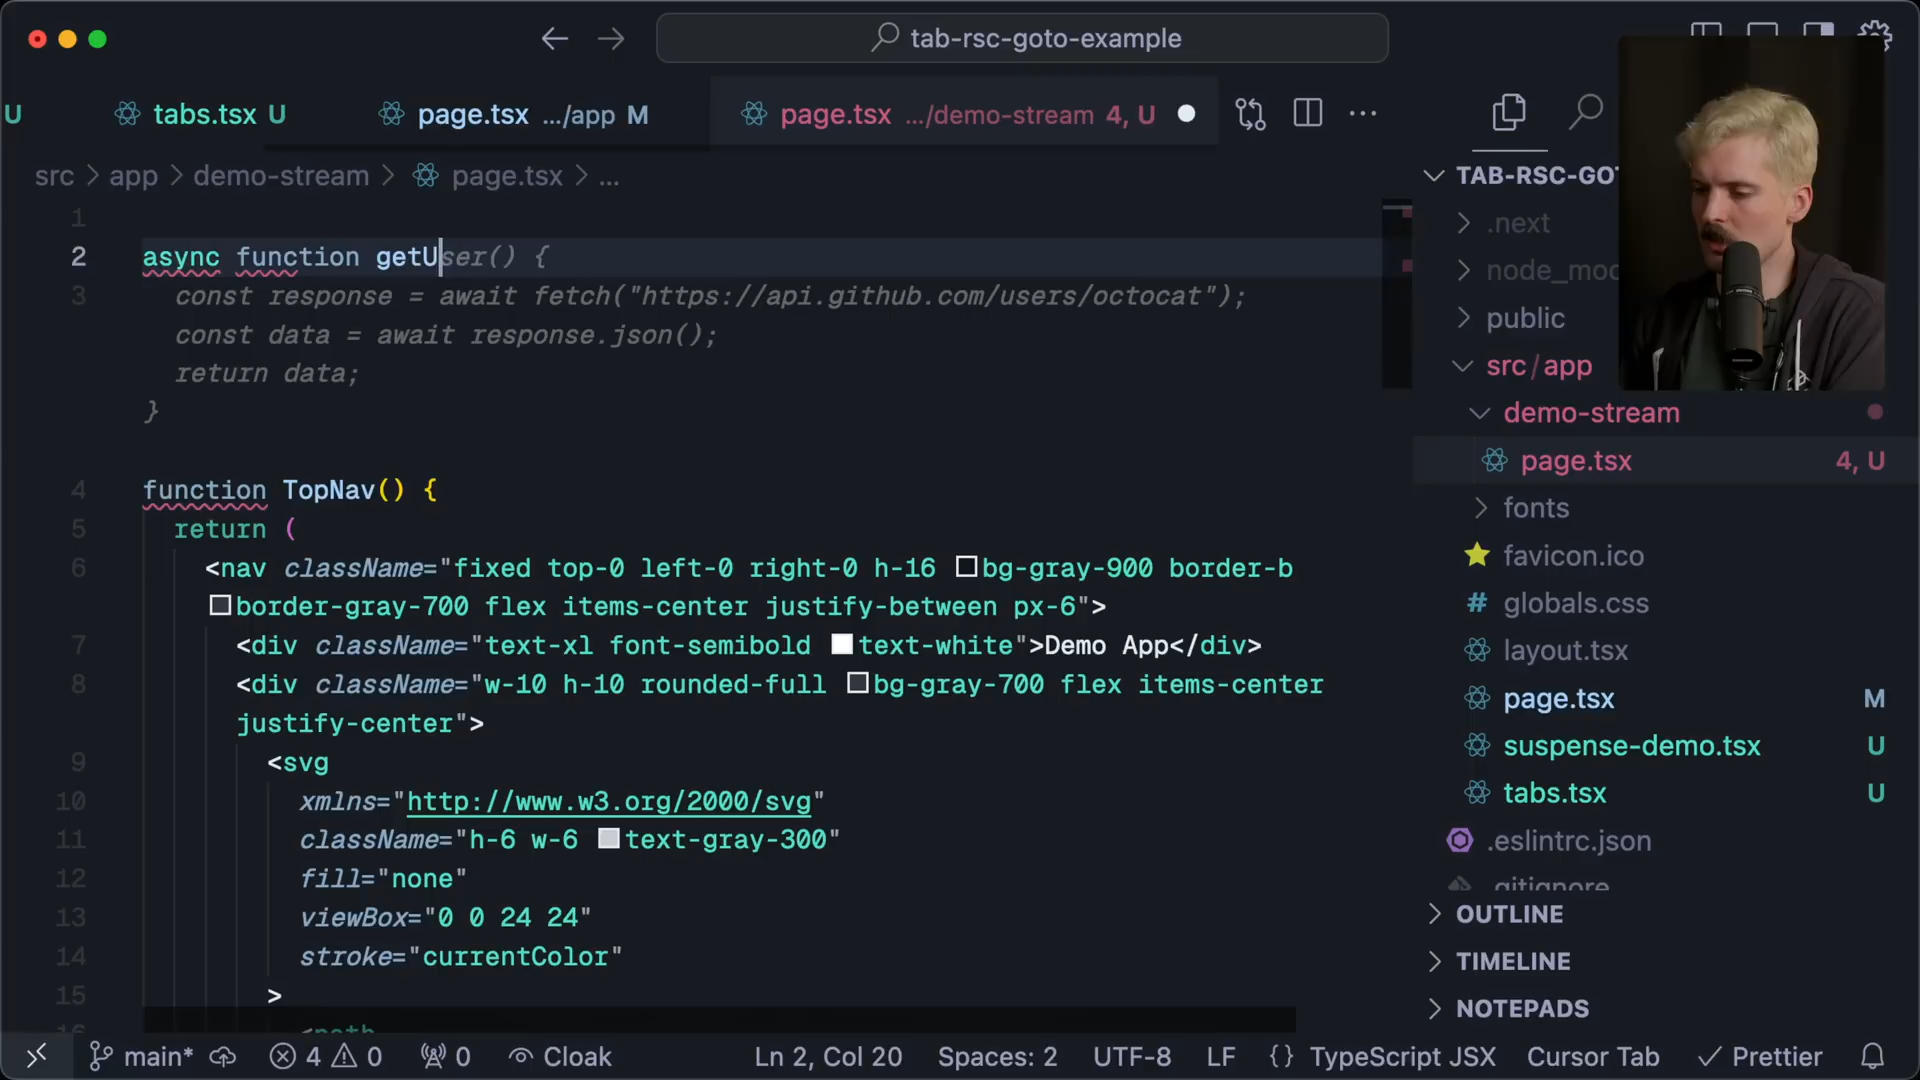 tab-rsc-goto-example
U
tabs.tsx U
page.tsx .../app M
page.tsx .../demo-stream 4, U
src > app > demo-stream > page.tsx > ...
1
2 async function getUser() {
3 const response = await fetch("https://api.github.com/users/octocat");
const data = await response.json();
return data;
}
4 function TopNav() {
5 return (
6 <nav className="fixed top-0 left-0 right-0 h-16 bg-gray-900 border-b
border-gray-700 flex items-center justify-between px-6">
7 <div className="text-xl font-semibold text-white">Demo App</div>
8 <div className="w-10 h-10 rounded-full bg-gray-700 flex items-center
justify-center">
9 <svg
10 xmlns="http://www.w3.org/2000/svg"
11 className="h-6 w-6 text-gray-300"
12 fill="none"
13 viewBox="0 0 24 24"
14 stroke="currentColor"
15 >
16 <path
TAB-RSC-GOT
.next
node_mod
public
src/app
demo-stream
page.tsx 4, U
fonts
favicon.ico
# globals.css
layout.tsx
page.tsx M
suspense-demo.tsx U
tabs.tsx U
.eslintrc.json
.gitignore
OUTLINE
TIMELINE
NOTEPADS
main* 4 0 0 Cloak
Ln 2, Col 20 Spaces: 2 UTF-8 LF {} TypeScript JSX Cursor Tab Prettier